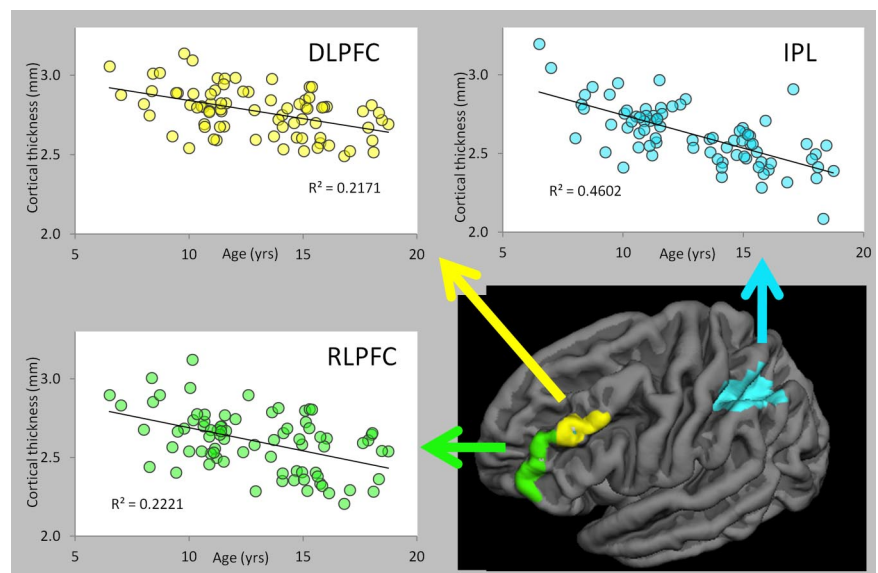 DLPFC
Cortical thickness (mm)
3.0
2.5
2.0
R² = 0.2171
5
10
Age (yrs)
15
20
IPL
Cortical thickness (mm)
3.0
2.5
2.0
R² = 0.4602
5
10
Age (yrs)
15
20
RLPFC
Cortical thickness (mm)
3.0
2.5
2.0
R² = 0.2221
5
10
Age (yrs)
15
20